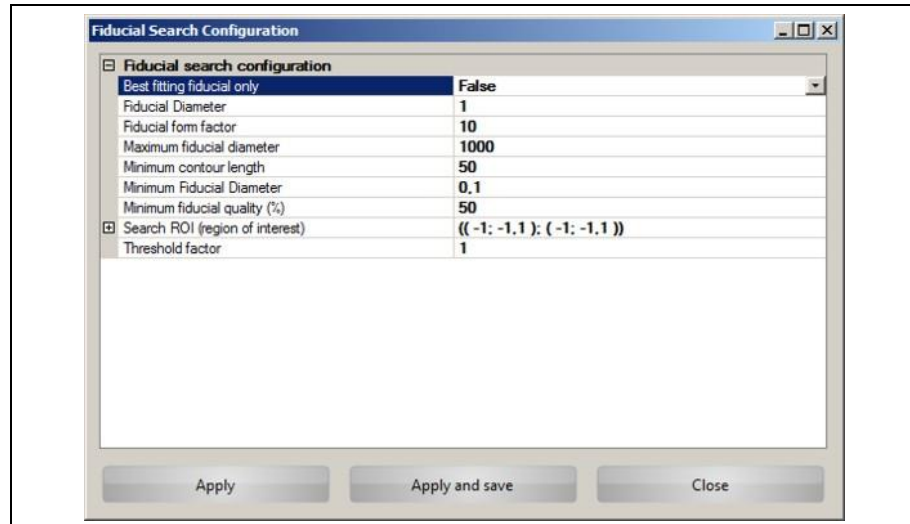 Fiducial Search Configuration
Fiducial search configuration
Best fitting fiducial only False
Fiducial Diameter 1
Fiducial form factor 10
Maximum fiducial diameter 1000
Minimum contour length 50
Minimum Fiducial Diameter 0,1
Minimum fiducial quality (%) 50
Search ROI (region of interest) (( -1; -1,1 ); ( -1; -1,1 ))
Threshold factor 1
Apply Apply and save Close